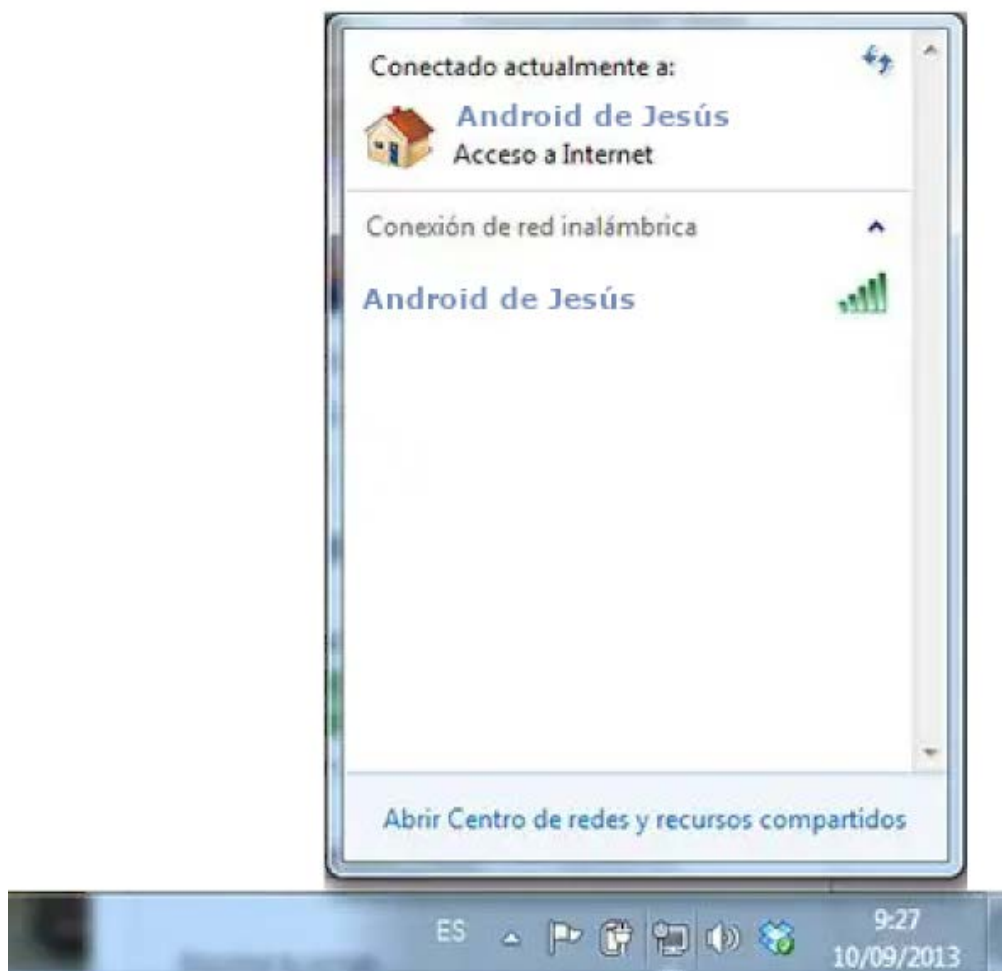 Conectado actualmente a:
Android de Jesús
Acceso a Internet
Conexión de red inalámbrica
Android de Jesús
Abrir Centro de redes y recursos compartidos
ES
9:27
10/09/2013